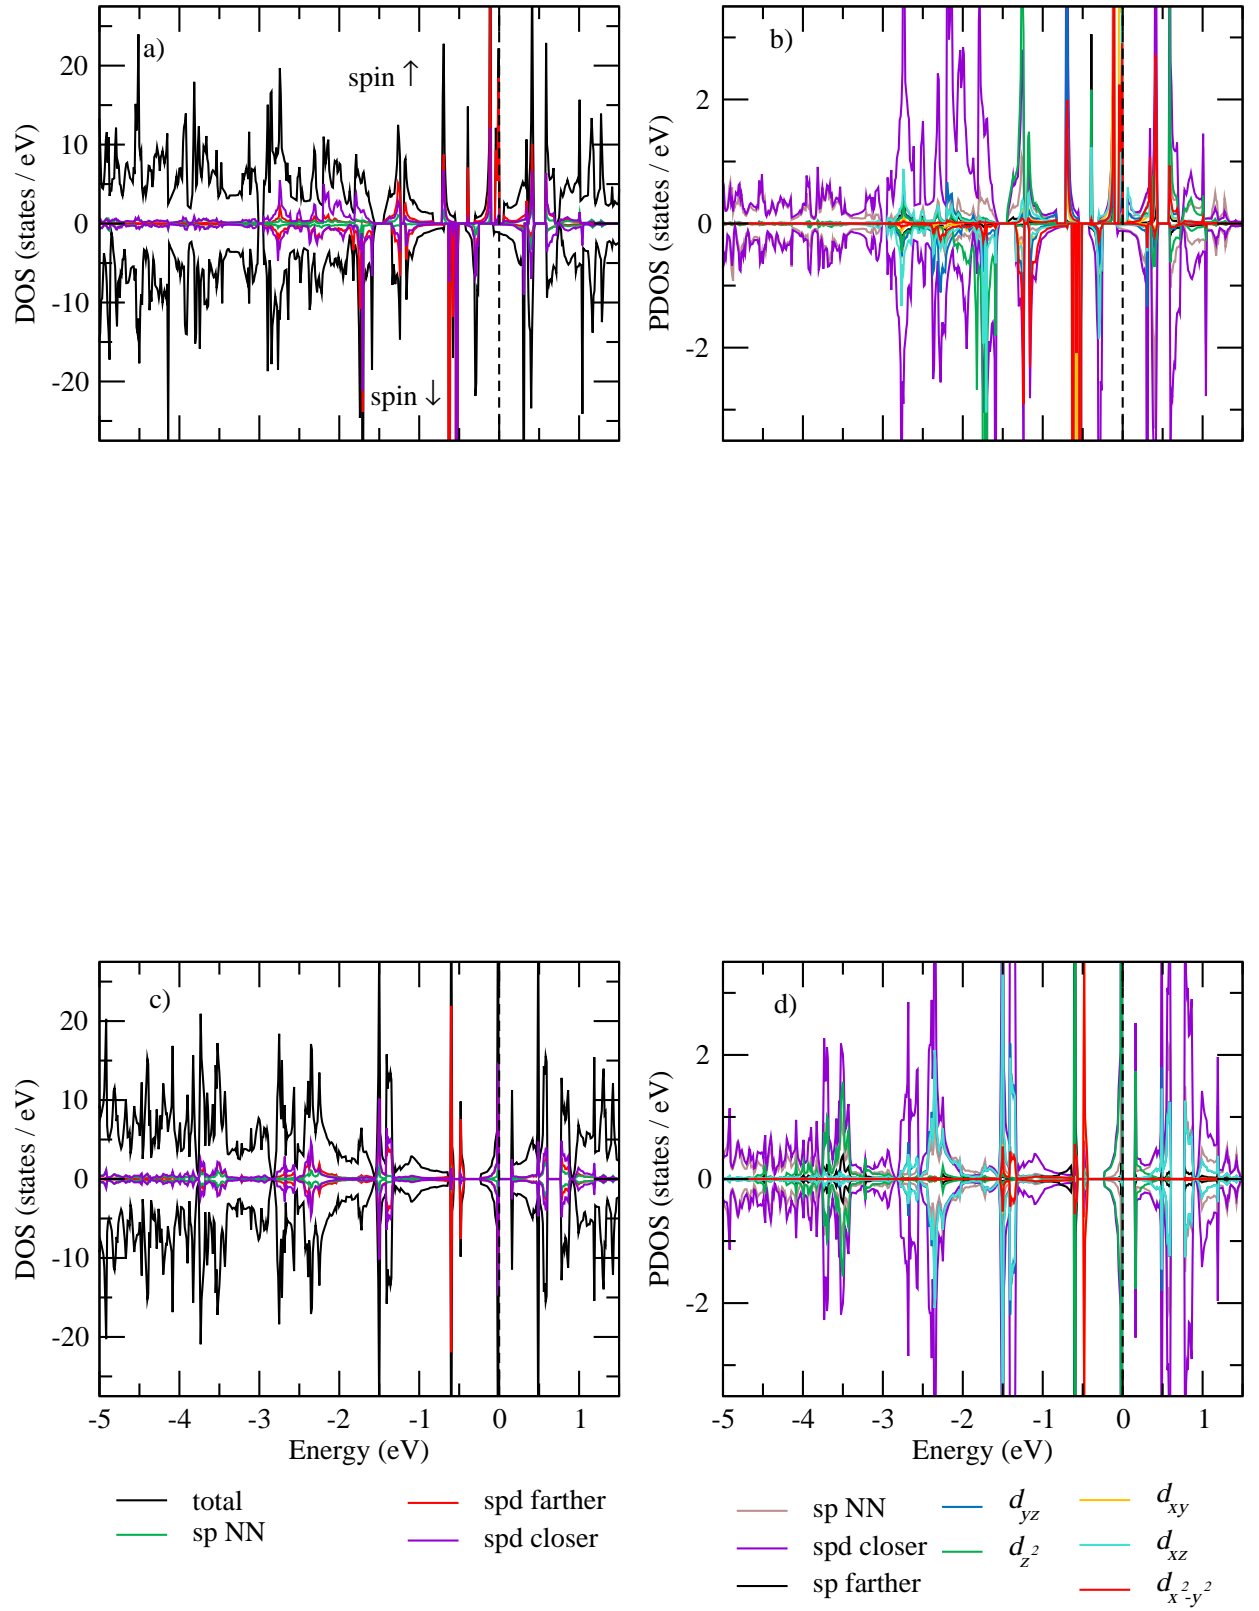 a)
spin ↑
spin ↓
DOS (states / eV)
20
10
0
-10
-20
b)
PDOS (states / eV)
2
0
-2
c)
DOS (states / eV)
20
10
0
-10
-20
-5 -4 -3 -2 -1 0 1
Energy (eV)
d)
PDOS (states / eV)
2
0
-2
-5 -4 -3 -2 -1 0 1
Energy (eV)
total
sp NN
spd farther
spd closer
sp NN
spd closer
sp farther
d_yz
d_z²
d_xy
d_xz
d_x²-y²